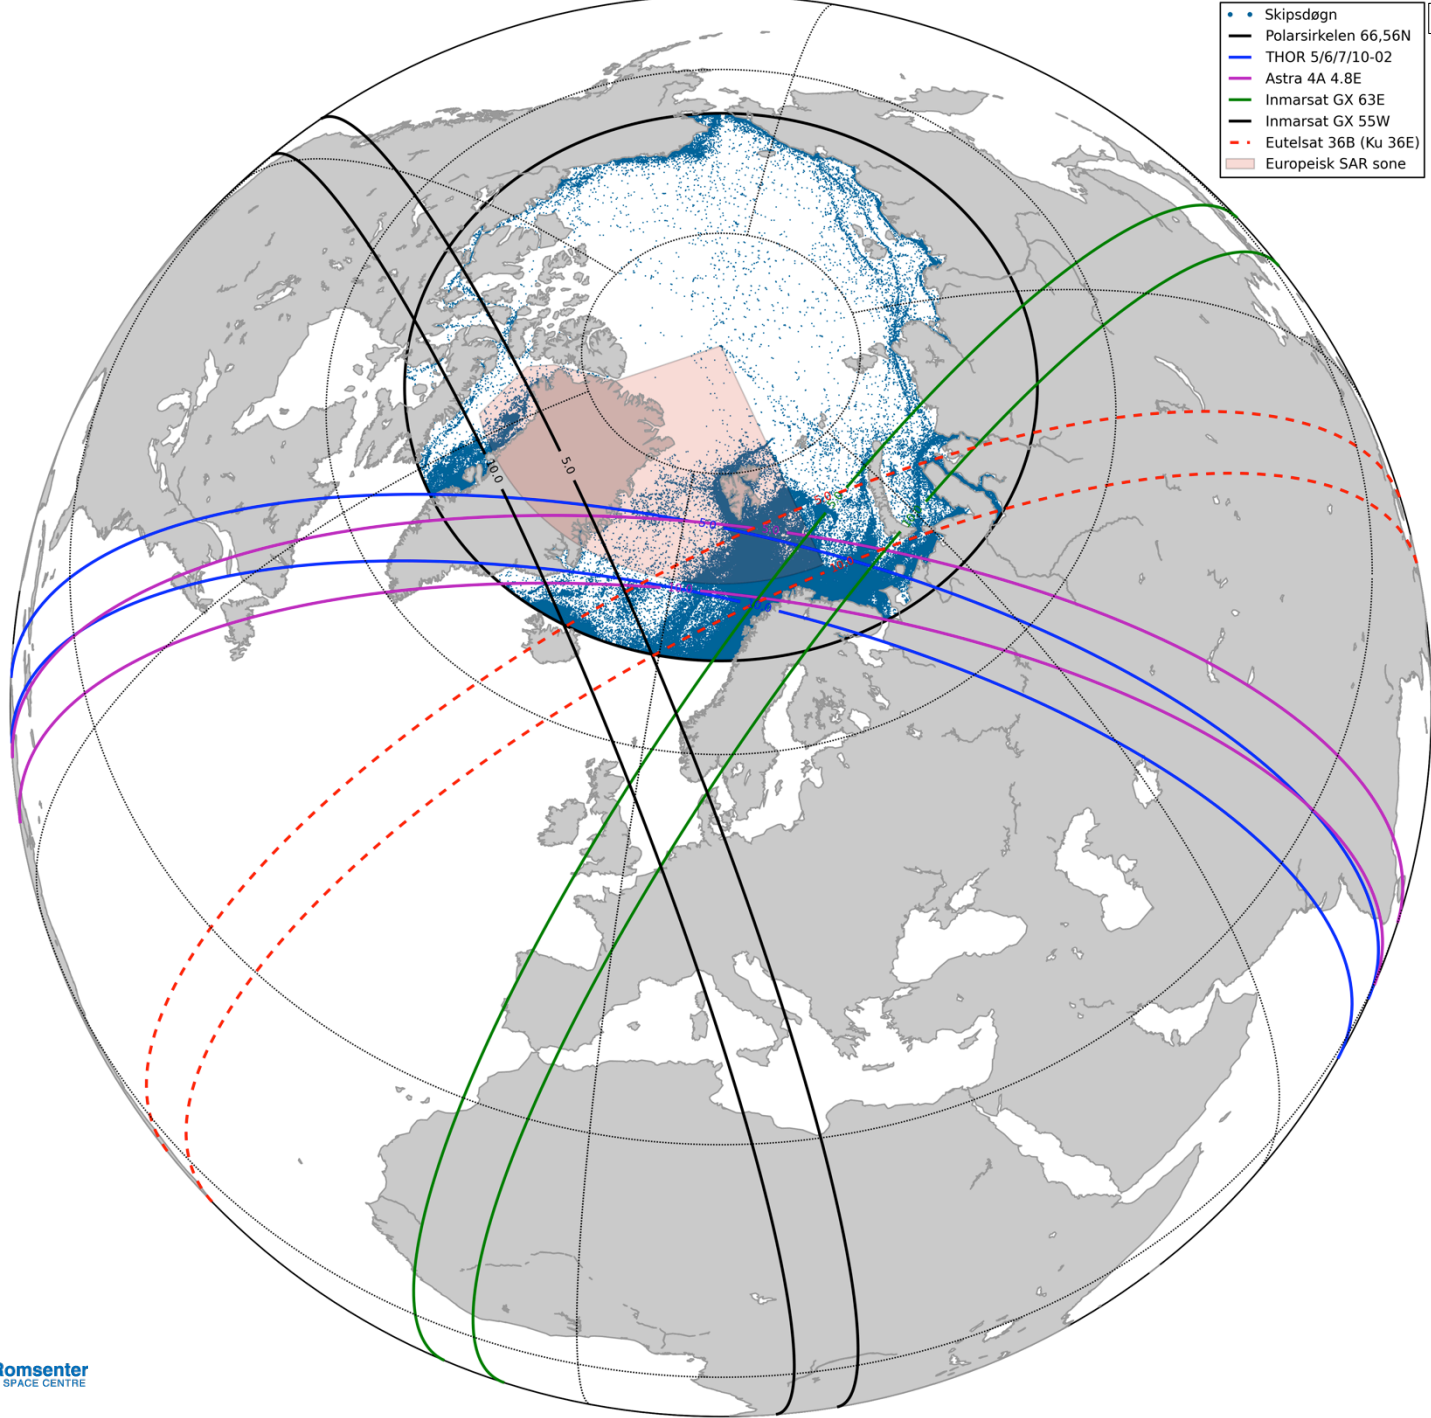 Skipsdøgn
Polarsirkelen 66,56N
THOR 5/6/7/10-02
Astra 4A 4.8E
Inmarsat GX 63E
Inmarsat GX 55W
Eutelsat 36B (Ku 36E)
Europeisk SAR sone
10.0
5.0
Romsenter
SPACE CENTRE